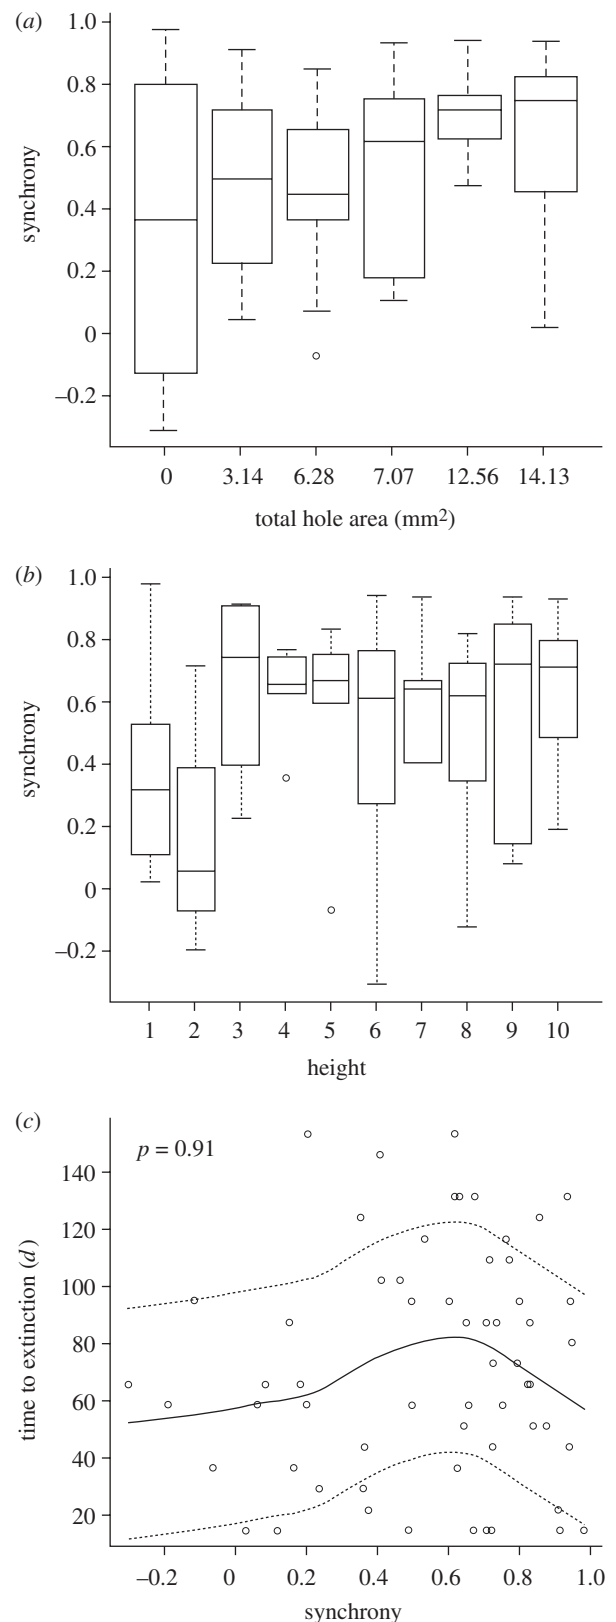 (a)
1.0
0.8
0.6
0.4
0.2
0
–0.2
synchrony
0 3.14 6.28 7.07 12.56 14.13
total hole area (mm²)
(b)
1.0
0.8
0.6
0.4
0.2
0
–0.2
synchrony
1 2 3 4 5 6 7 8 9 10
height
(c)
p = 0.91
140
120
100
80
60
40
20
time to extinction (d)
–0.2 0 0.2 0.4 0.6 0.8 1.0
synchrony